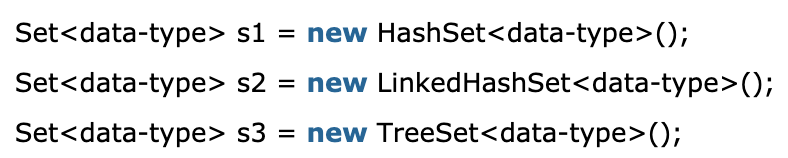 Set<data-type> s1 = new HashSet<data-type>();
Set<data-type> s2 = new LinkedHashSet<data-type>();
Set<data-type> s3 = new TreeSet<data-type>();